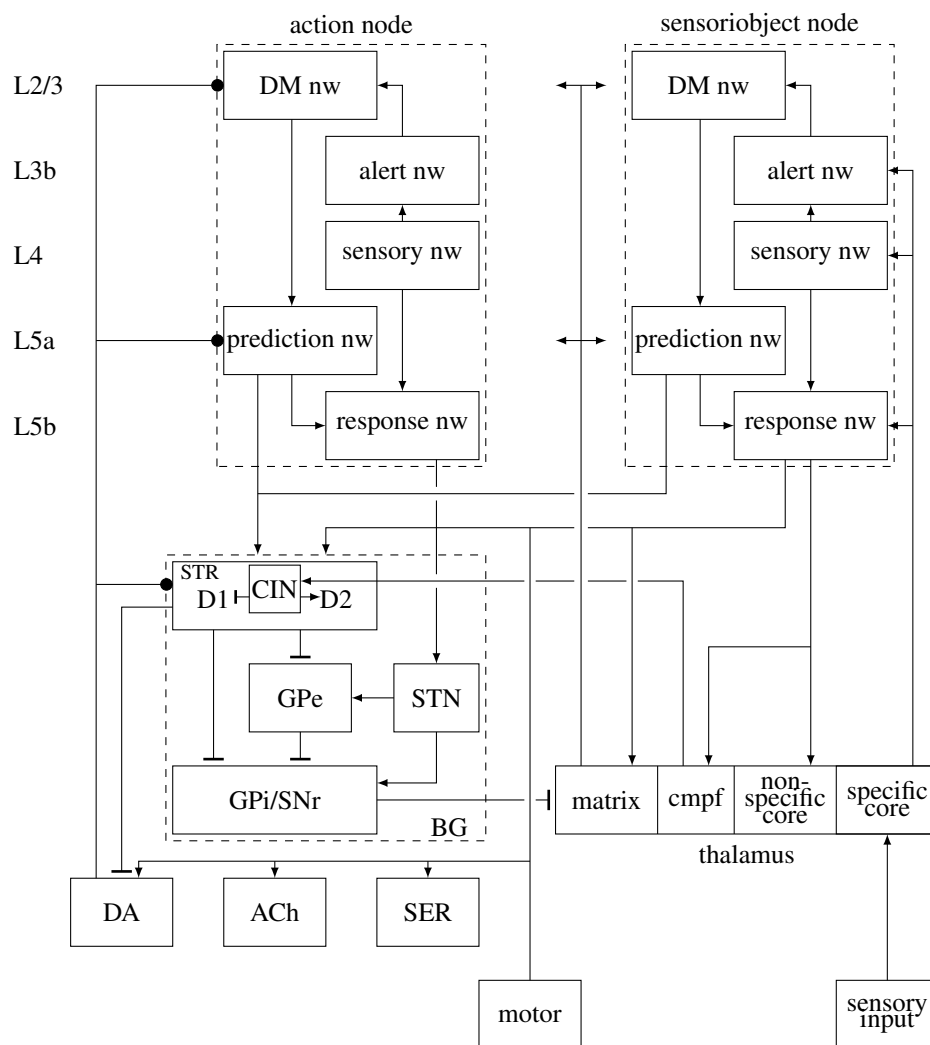 action node
sensoriobject node
L2/3
DM nw
DM nw
L3b
alert nw
alert nw
L4
sensory nw
sensory nw
L5a
prediction nw
prediction nw
L5b
response nw
response nw
STR
D1
CIN
D2
GPe
STN
GPi/SNr
BG
matrix
cmpf
non-
specific
core
specific
core
thalamus
DA
ACh
SER
motor
sensory
input